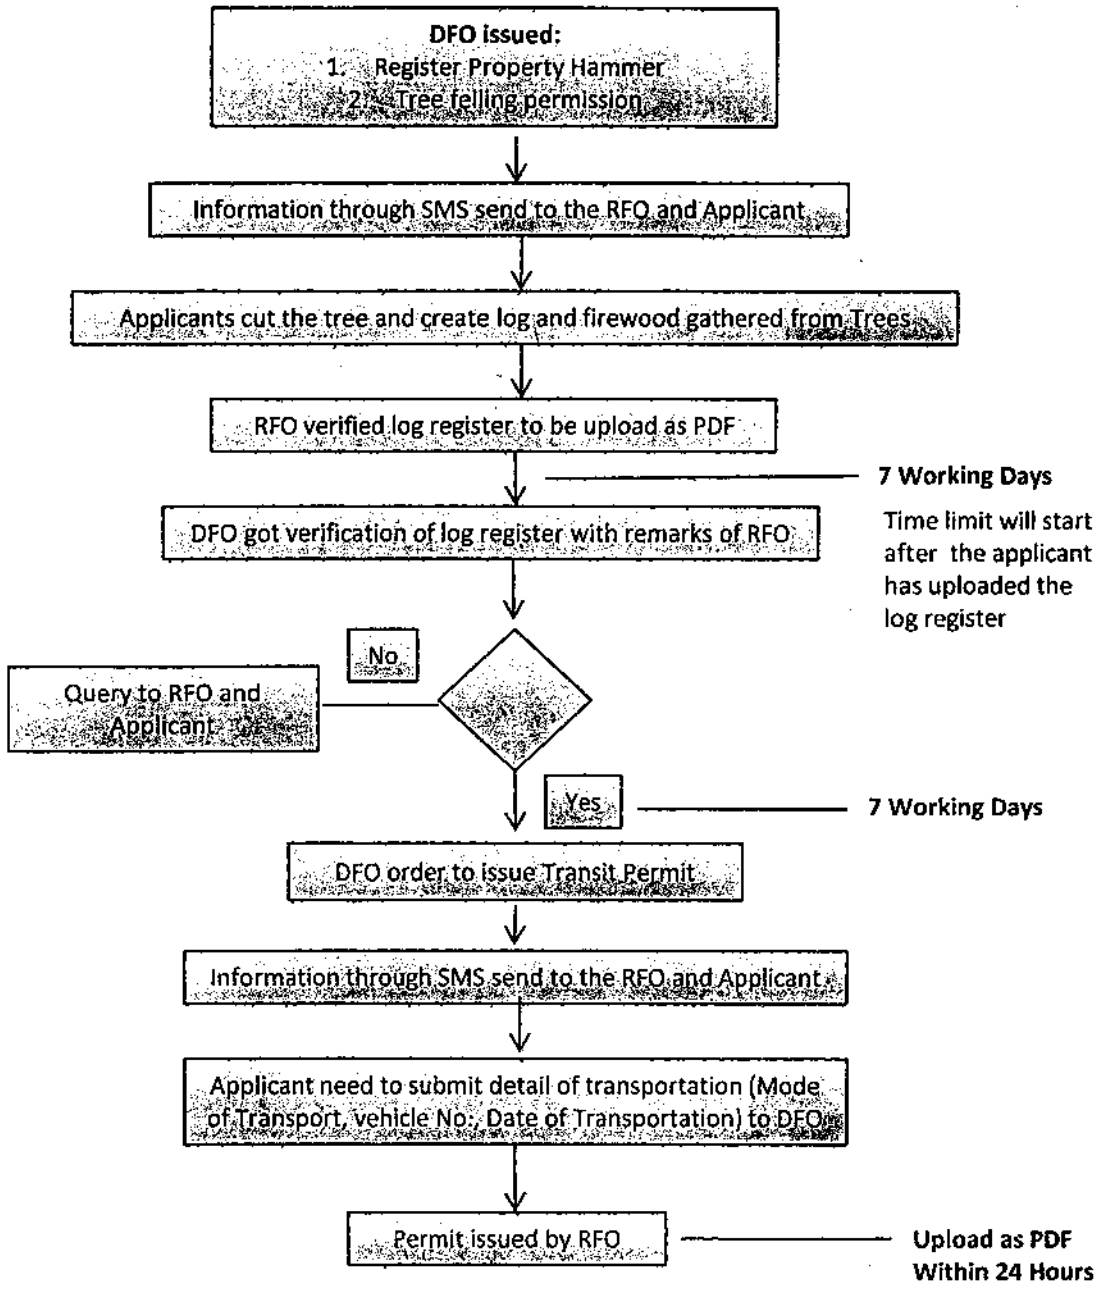 DFO issued:
1. Register Property Hammer
2. Tree felling permission
Information through SMS send to the RFO and Applicant
Applicants cut the tree and create log and firewood gathered from Trees
RFO verified log register to be upload as PDF
7 Working Days
DFO got verification of log register with remarks of RFO
Time limit will start
after the applicant
has uploaded the
log register
No
Query to RFO and
Applicant
Yes
7 Working Days
DFO order to issue Transit Permit
Information through SMS send to the RFO and Applicant
Applicant need to submit detail of transportation (Mode
of Transport, vehicle No., Date of Transportation) to DFO
Permit issued by RFO
Upload as PDF
Within 24 Hours